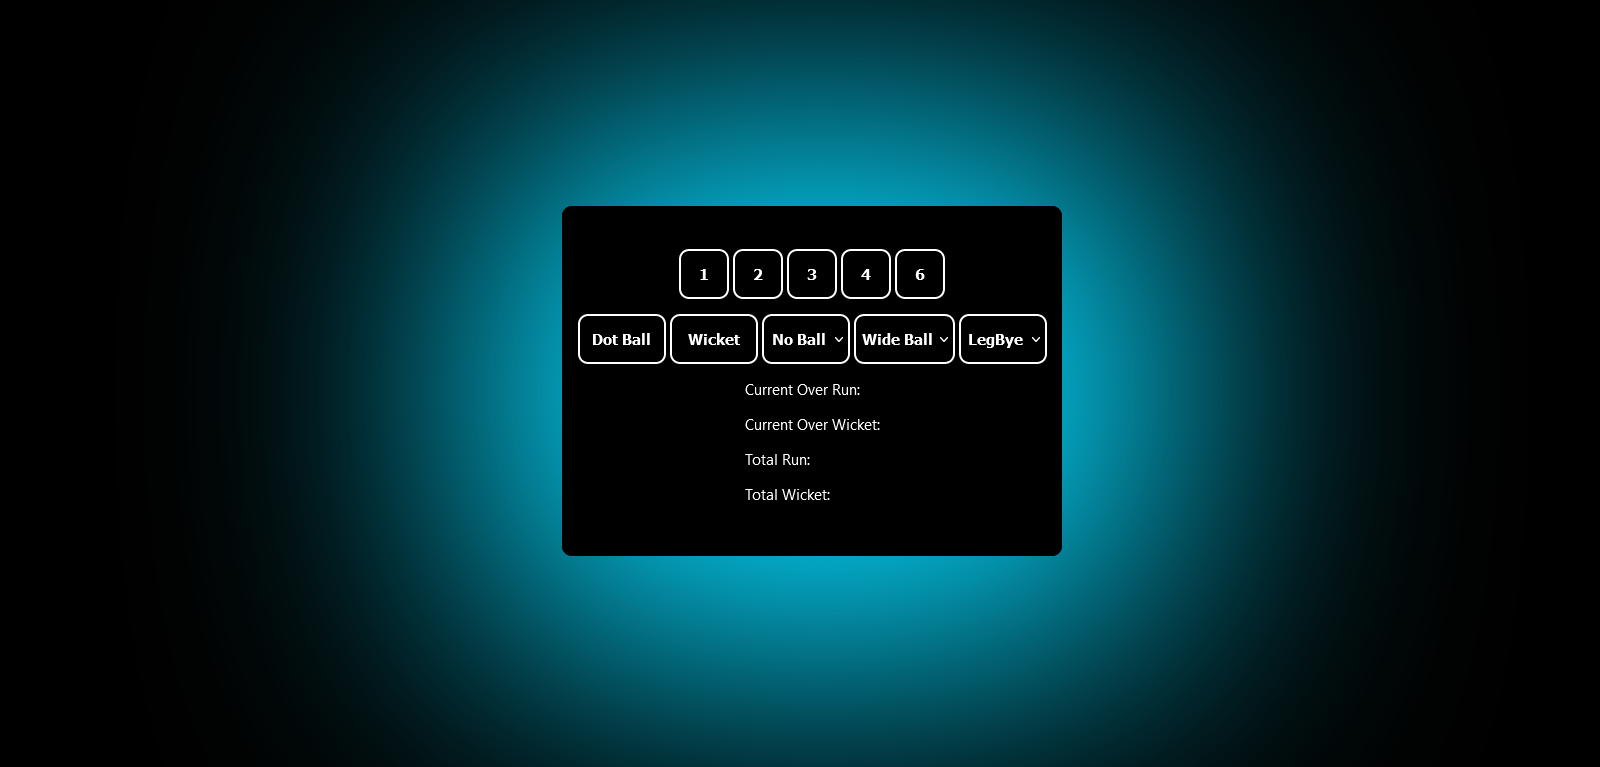 1 2 3 4 6
Dot Ball Wicket No Ball Wide Ball LegBye
Current Over Run:
Current Over Wicket:
Total Run:
Total Wicket: